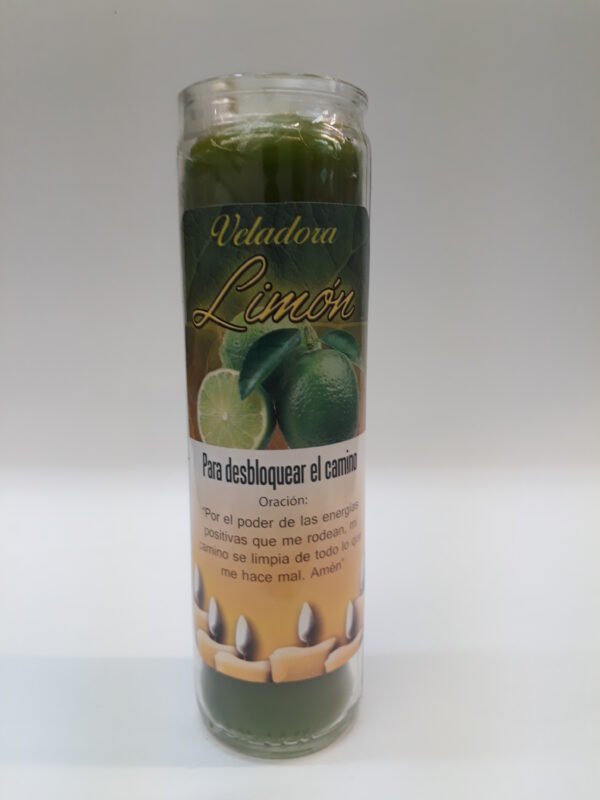 Veladora
Limón
Para desbloquear el camino
Oración:
"Por el poder de las energías
positivas que me rodean, mi
camino se limpia de todo lo que
me hace mal. Amén"